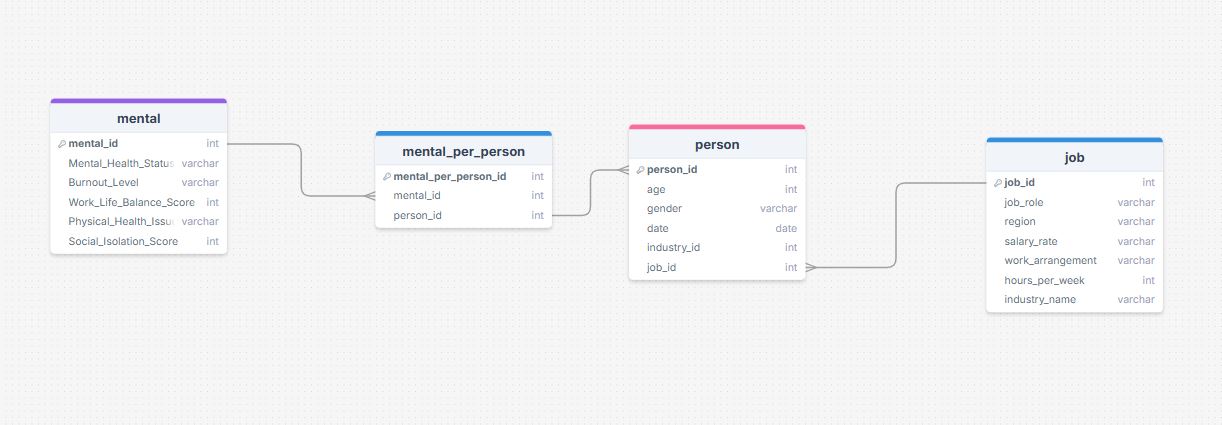 mental
mental_id int
Mental_Health_Status varchar
Burnout_Level varchar
Work_Life_Balance_Score int
Physical_Health_Issu varchar
Social_Isolation_Score int
mental_per_person
mental_per_person_id int
mental_id int
person_id int
person
person_id int
age int
gender varchar
date date
industry_id int
job_id int
job
job_id int
job_role varchar
region varchar
salary_rate varchar
work_arrangement varchar
hours_per_week int
industry_name varchar